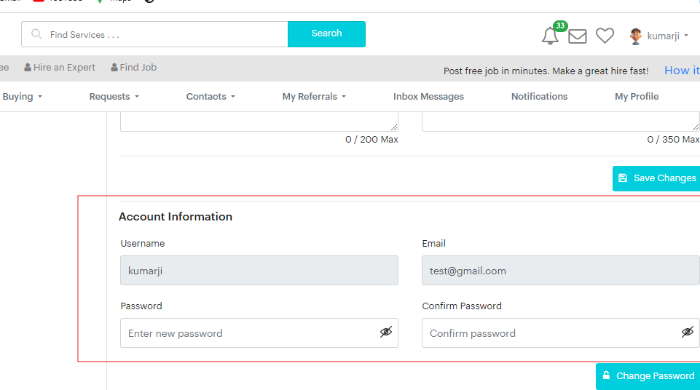 Find Services . . .
Search
33
kumarji
Hire an Expert
Find Job
Post free job in minutes. Make a great hire fast!
How it
Buying
Requests
Contacts
My Referrals
Inbox Messages
Notifications
My Profile
0 / 200 Max
0 / 350 Max
Save Changes
Account Information
Username
Email
kumarji
test@gmail.com
Password
Confirm Password
Enter new password
Confirm password
Change Password